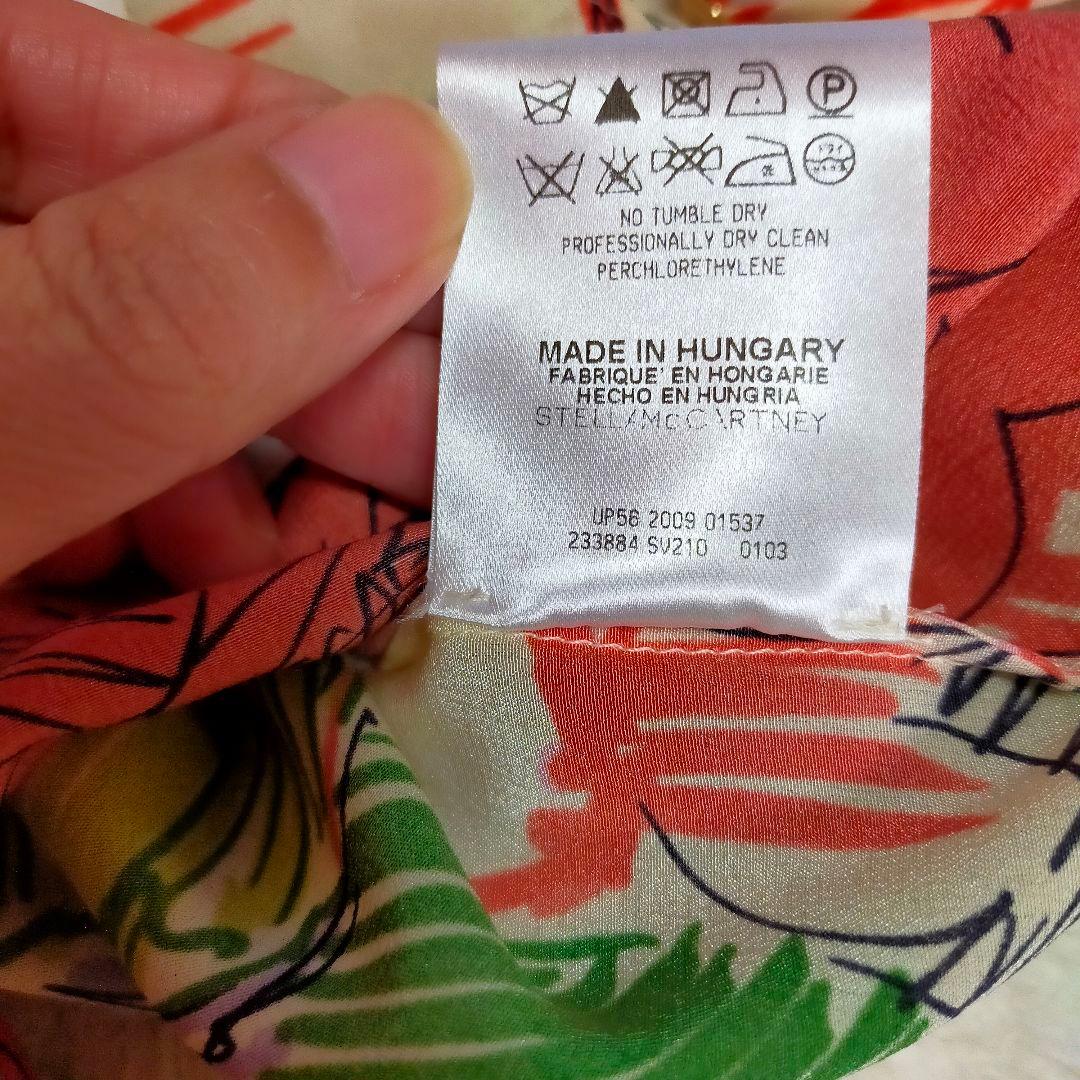 P
NO TUMBLE DRY
PROFESSIONALLY DRY CLEAN
PERCHLORETHYLENE
MADE IN HUNGARY
FABRIQUE' EN HONGARIE
HECHO EN HUNGRIA
STELLA McCARTNEY
UP56 2009 01537
233884 SV210 0103